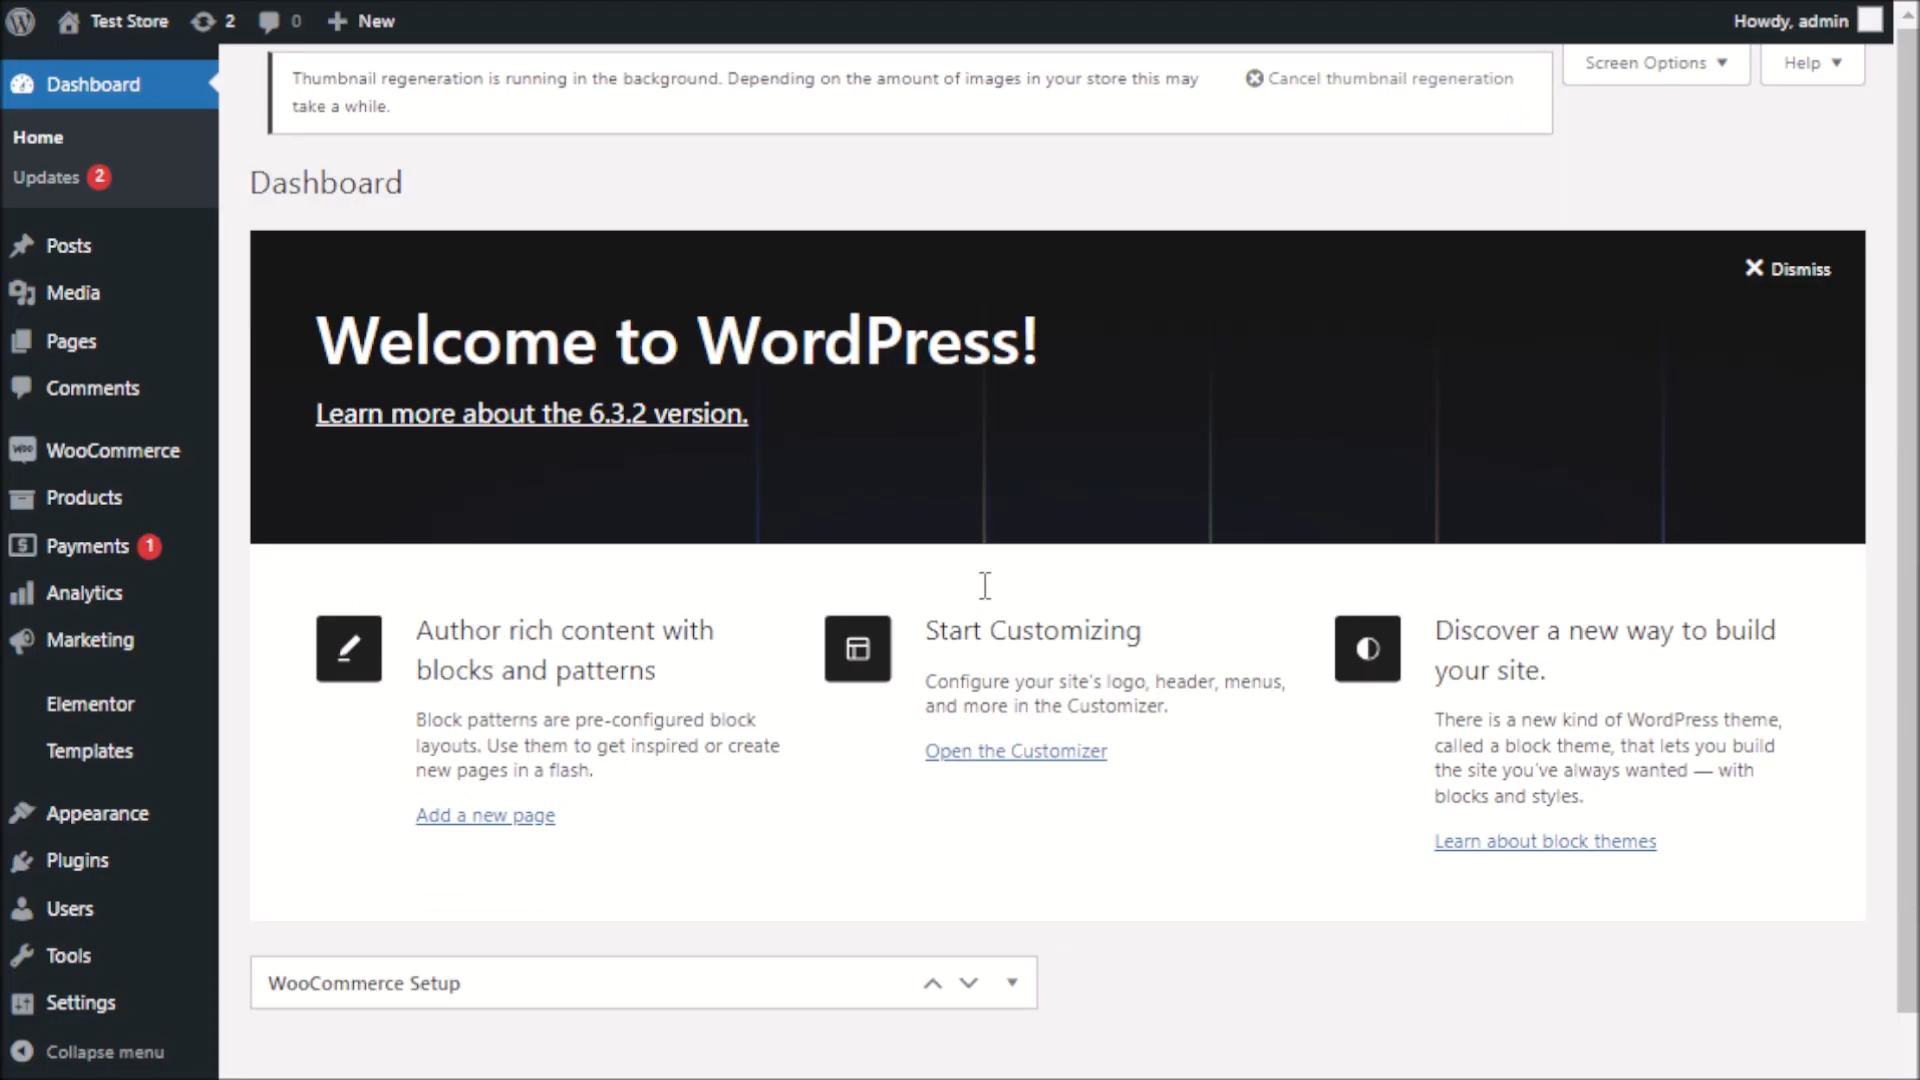 Test Store
2
0
New
Howdy, admin
Dashboard
Home
Updates 2
Posts
Media
Pages
Comments
WooCommerce
Products
Payments 1
Analytics
Marketing
Elementor
Templates
Appearance
Plugins
Users
Tools
Settings
Collapse menu
Thumbnail regeneration is running in the background. Depending on the amount of images in your store this may
take a while.
Cancel thumbnail regeneration
Screen Options
Help
Dashboard
Dismiss
Welcome to WordPress!
Learn more about the 6.3.2 version.
Author rich content with
blocks and patterns
Block patterns are pre-configured block
layouts. Use them to get inspired or create
new pages in a flash.
Add a new page
Start Customizing
Configure your site's logo, header, menus,
and more in the Customizer.
Open the Customizer
Discover a new way to build
your site.
There is a new kind of WordPress theme,
called a block theme, that lets you build
the site you've always wanted — with
blocks and styles.
Learn about block themes
WooCommerce Setup